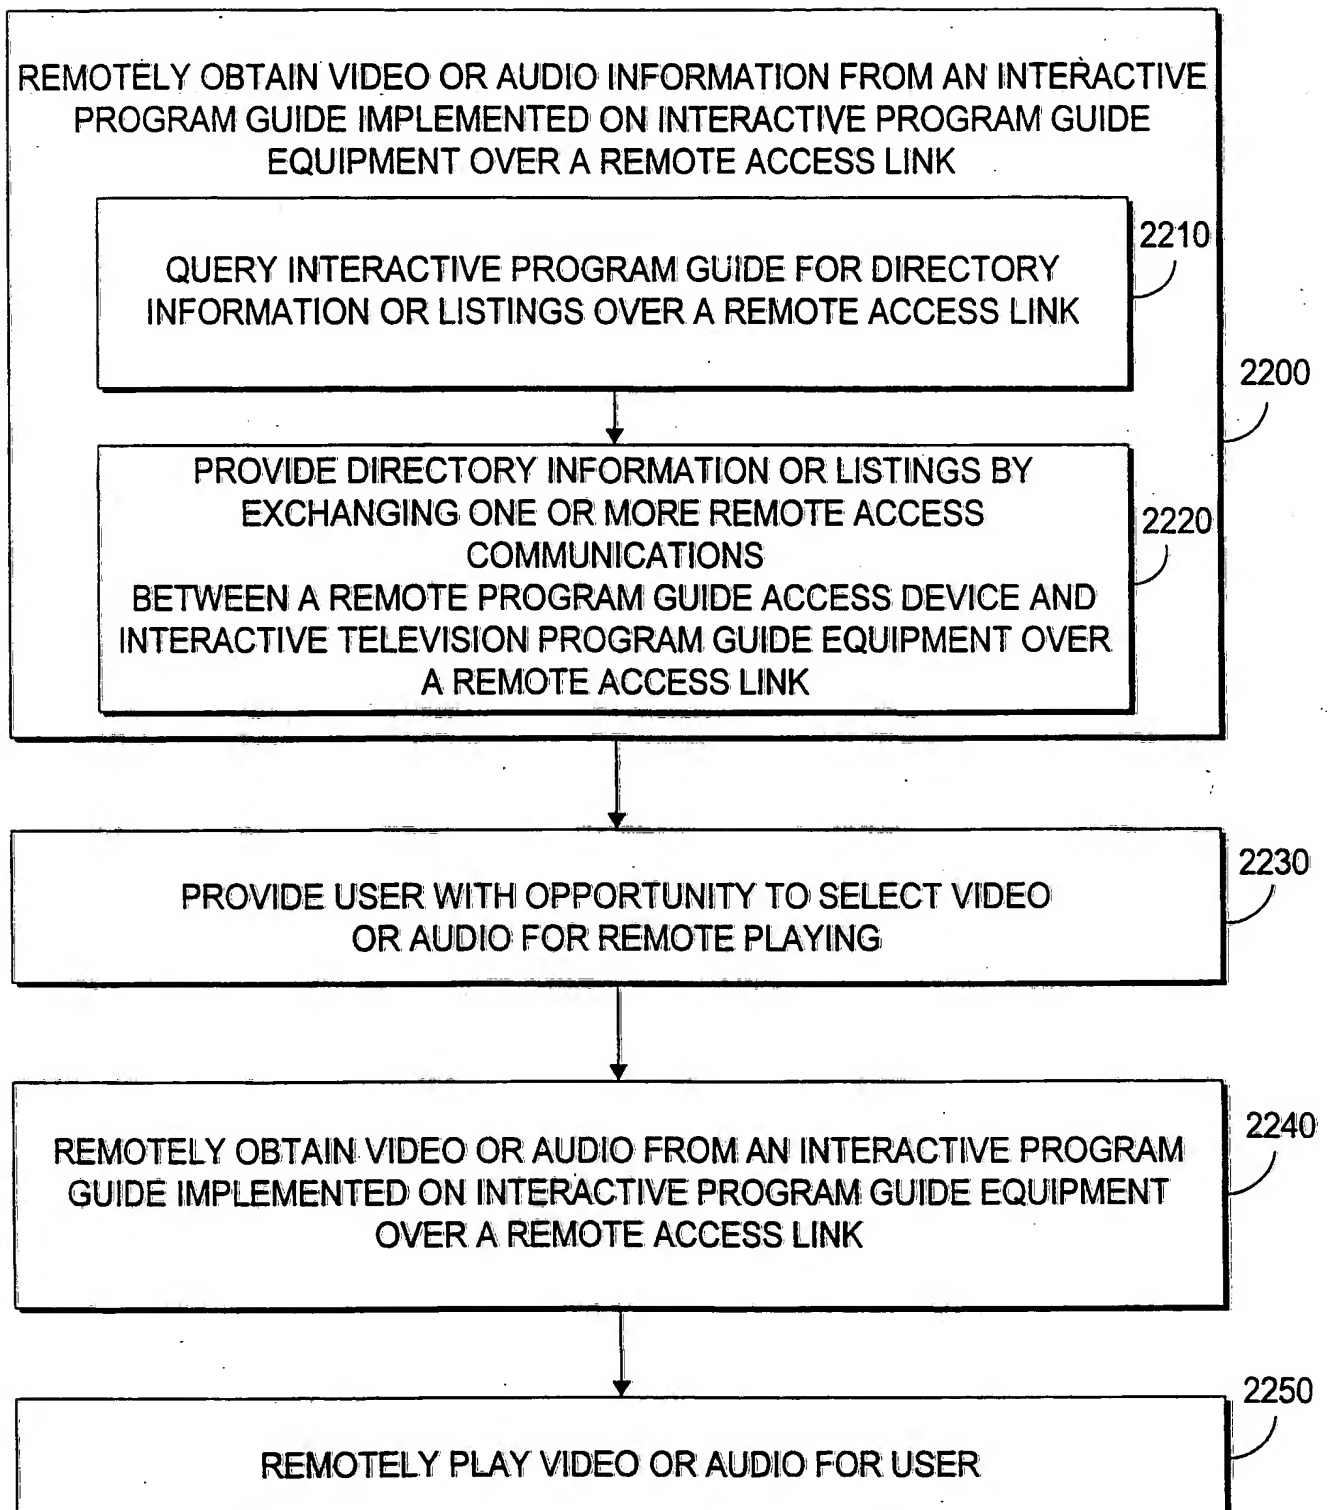 REMOTELY OBTAIN VIDEO OR AUDIO INFORMATION FROM AN INTERACTIVE
PROGRAM GUIDE IMPLEMENTED ON INTERACTIVE PROGRAM GUIDE
EQUIPMENT OVER A REMOTE ACCESS LINK
2210
QUERY INTERACTIVE PROGRAM GUIDE FOR DIRECTORY
INFORMATION OR LISTINGS OVER A REMOTE ACCESS LINK
2200
PROVIDE DIRECTORY INFORMATION OR LISTINGS BY
EXCHANGING ONE OR MORE REMOTE ACCESS
COMMUNICATIONS
2220
BETWEEN A REMOTE PROGRAM GUIDE ACCESS DEVICE AND
INTERACTIVE TELEVISION PROGRAM GUIDE EQUIPMENT OVER
A REMOTE ACCESS LINK
2230
PROVIDE USER WITH OPPORTUNITY TO SELECT VIDEO
OR AUDIO FOR REMOTE PLAYING
2240
REMOTELY OBTAIN VIDEO OR AUDIO FROM AN INTERACTIVE PROGRAM
GUIDE IMPLEMENTED ON INTERACTIVE PROGRAM GUIDE EQUIPMENT
OVER A REMOTE ACCESS LINK
2250
REMOTELY PLAY VIDEO OR AUDIO FOR USER